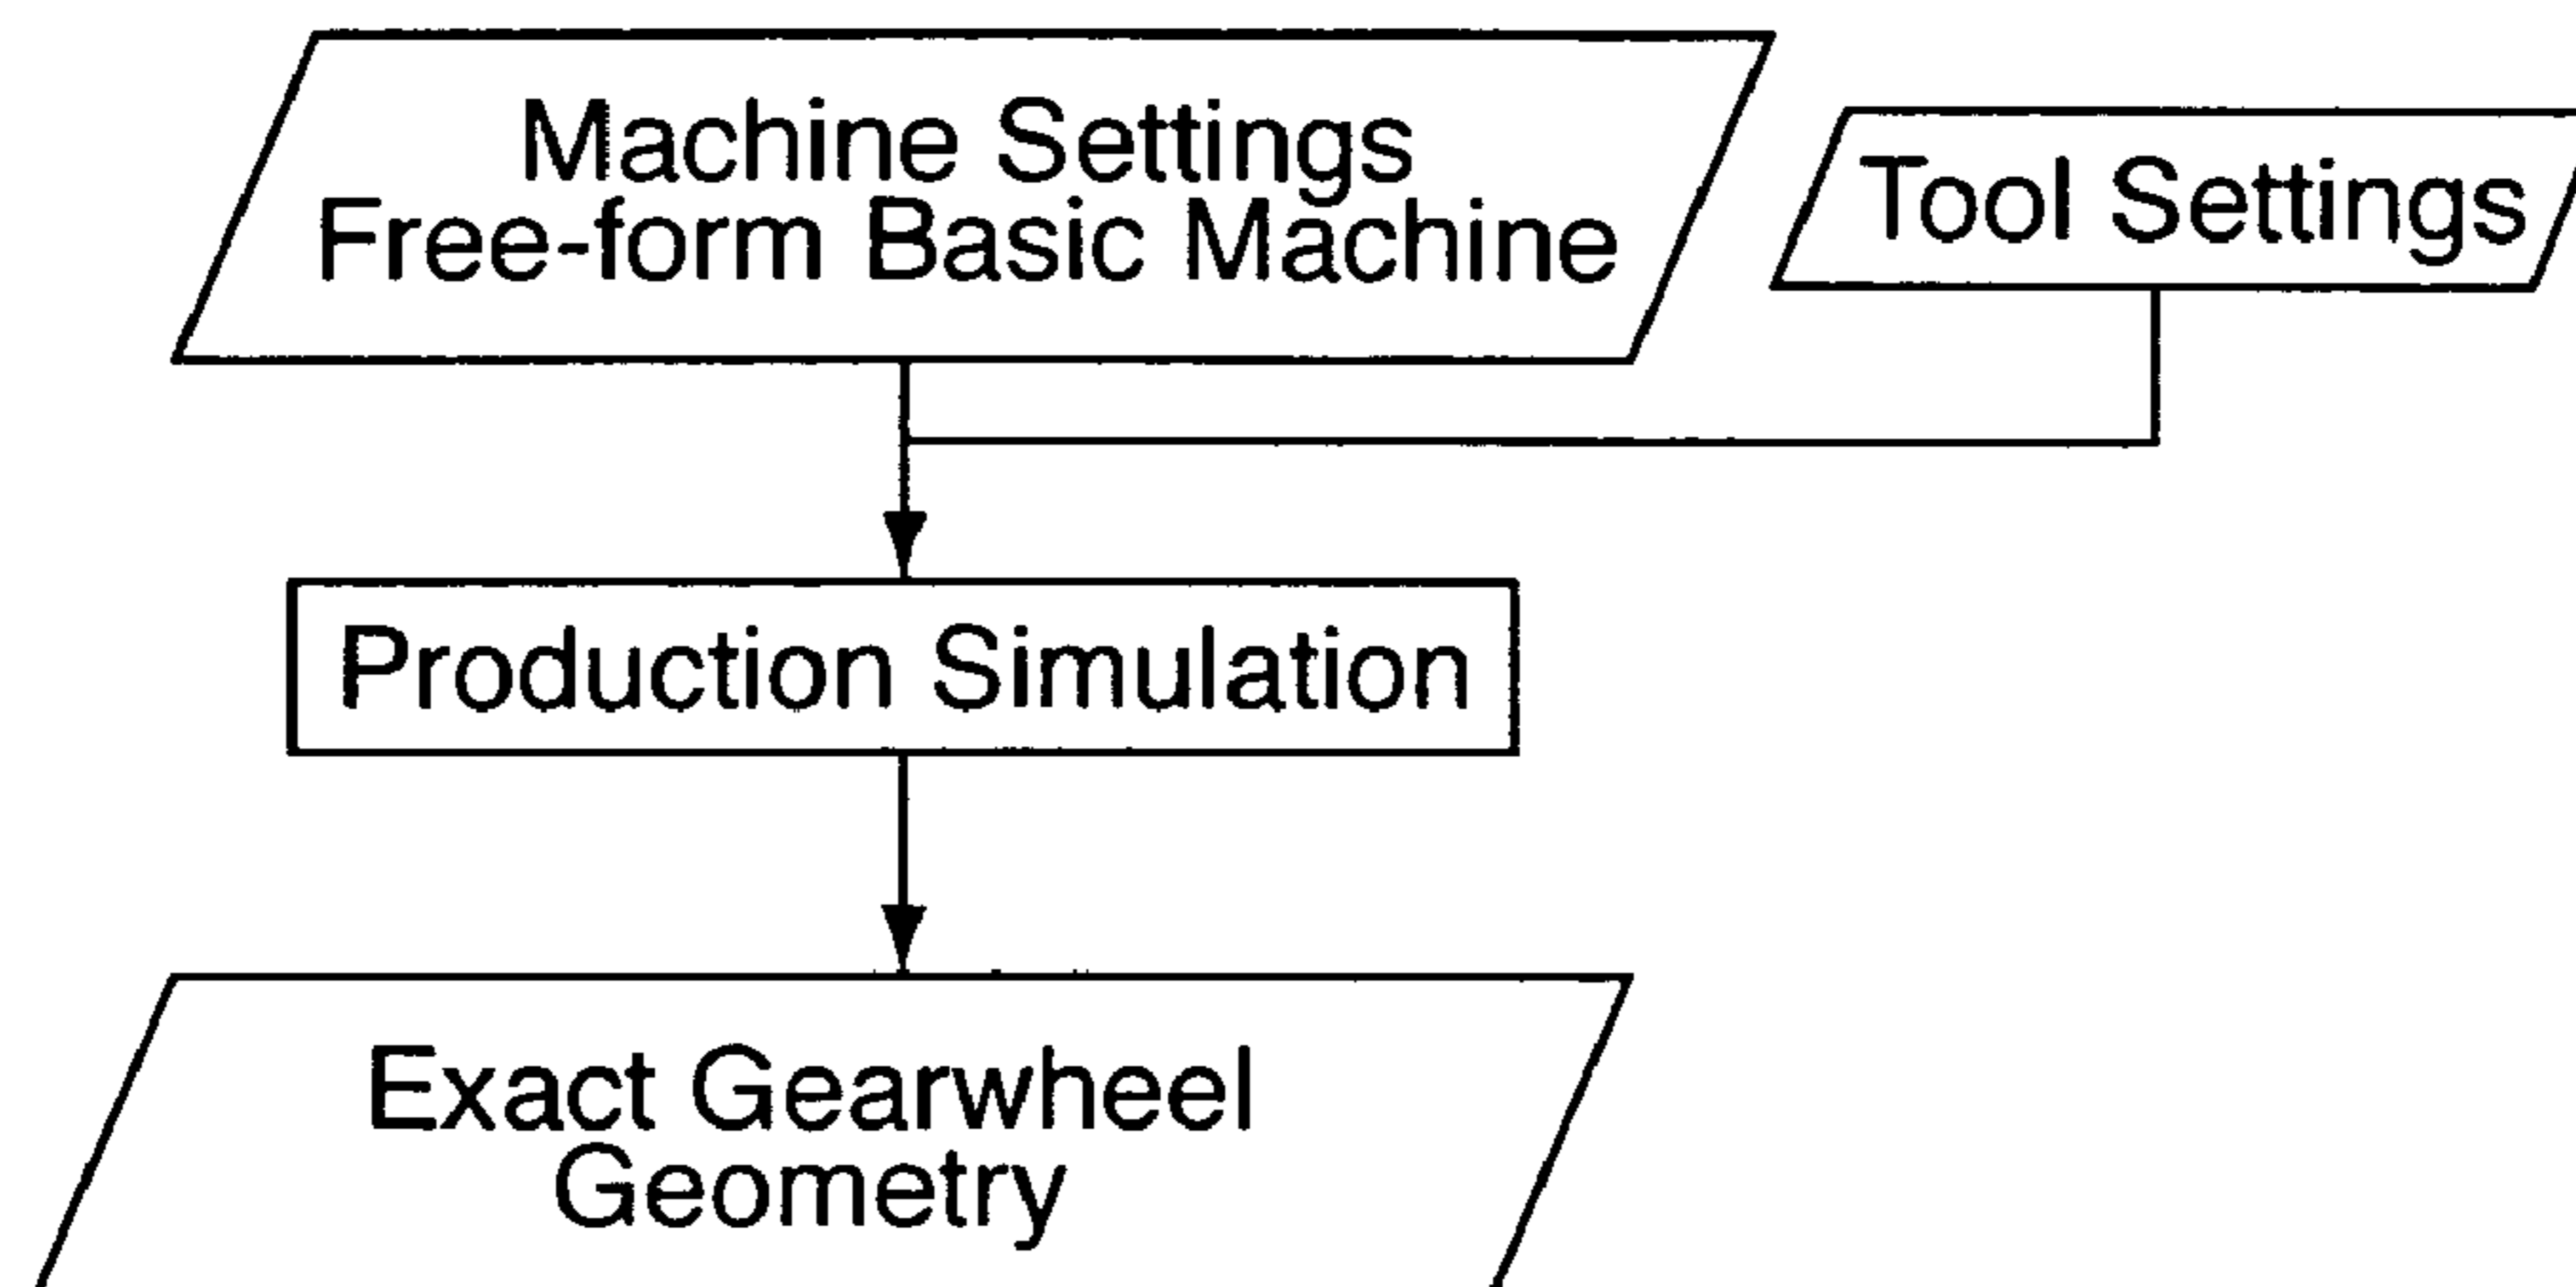 Machine Settings
Free-form Basic Machine
Tool Settings
Production Simulation
Exact Gearwheel
Geometry